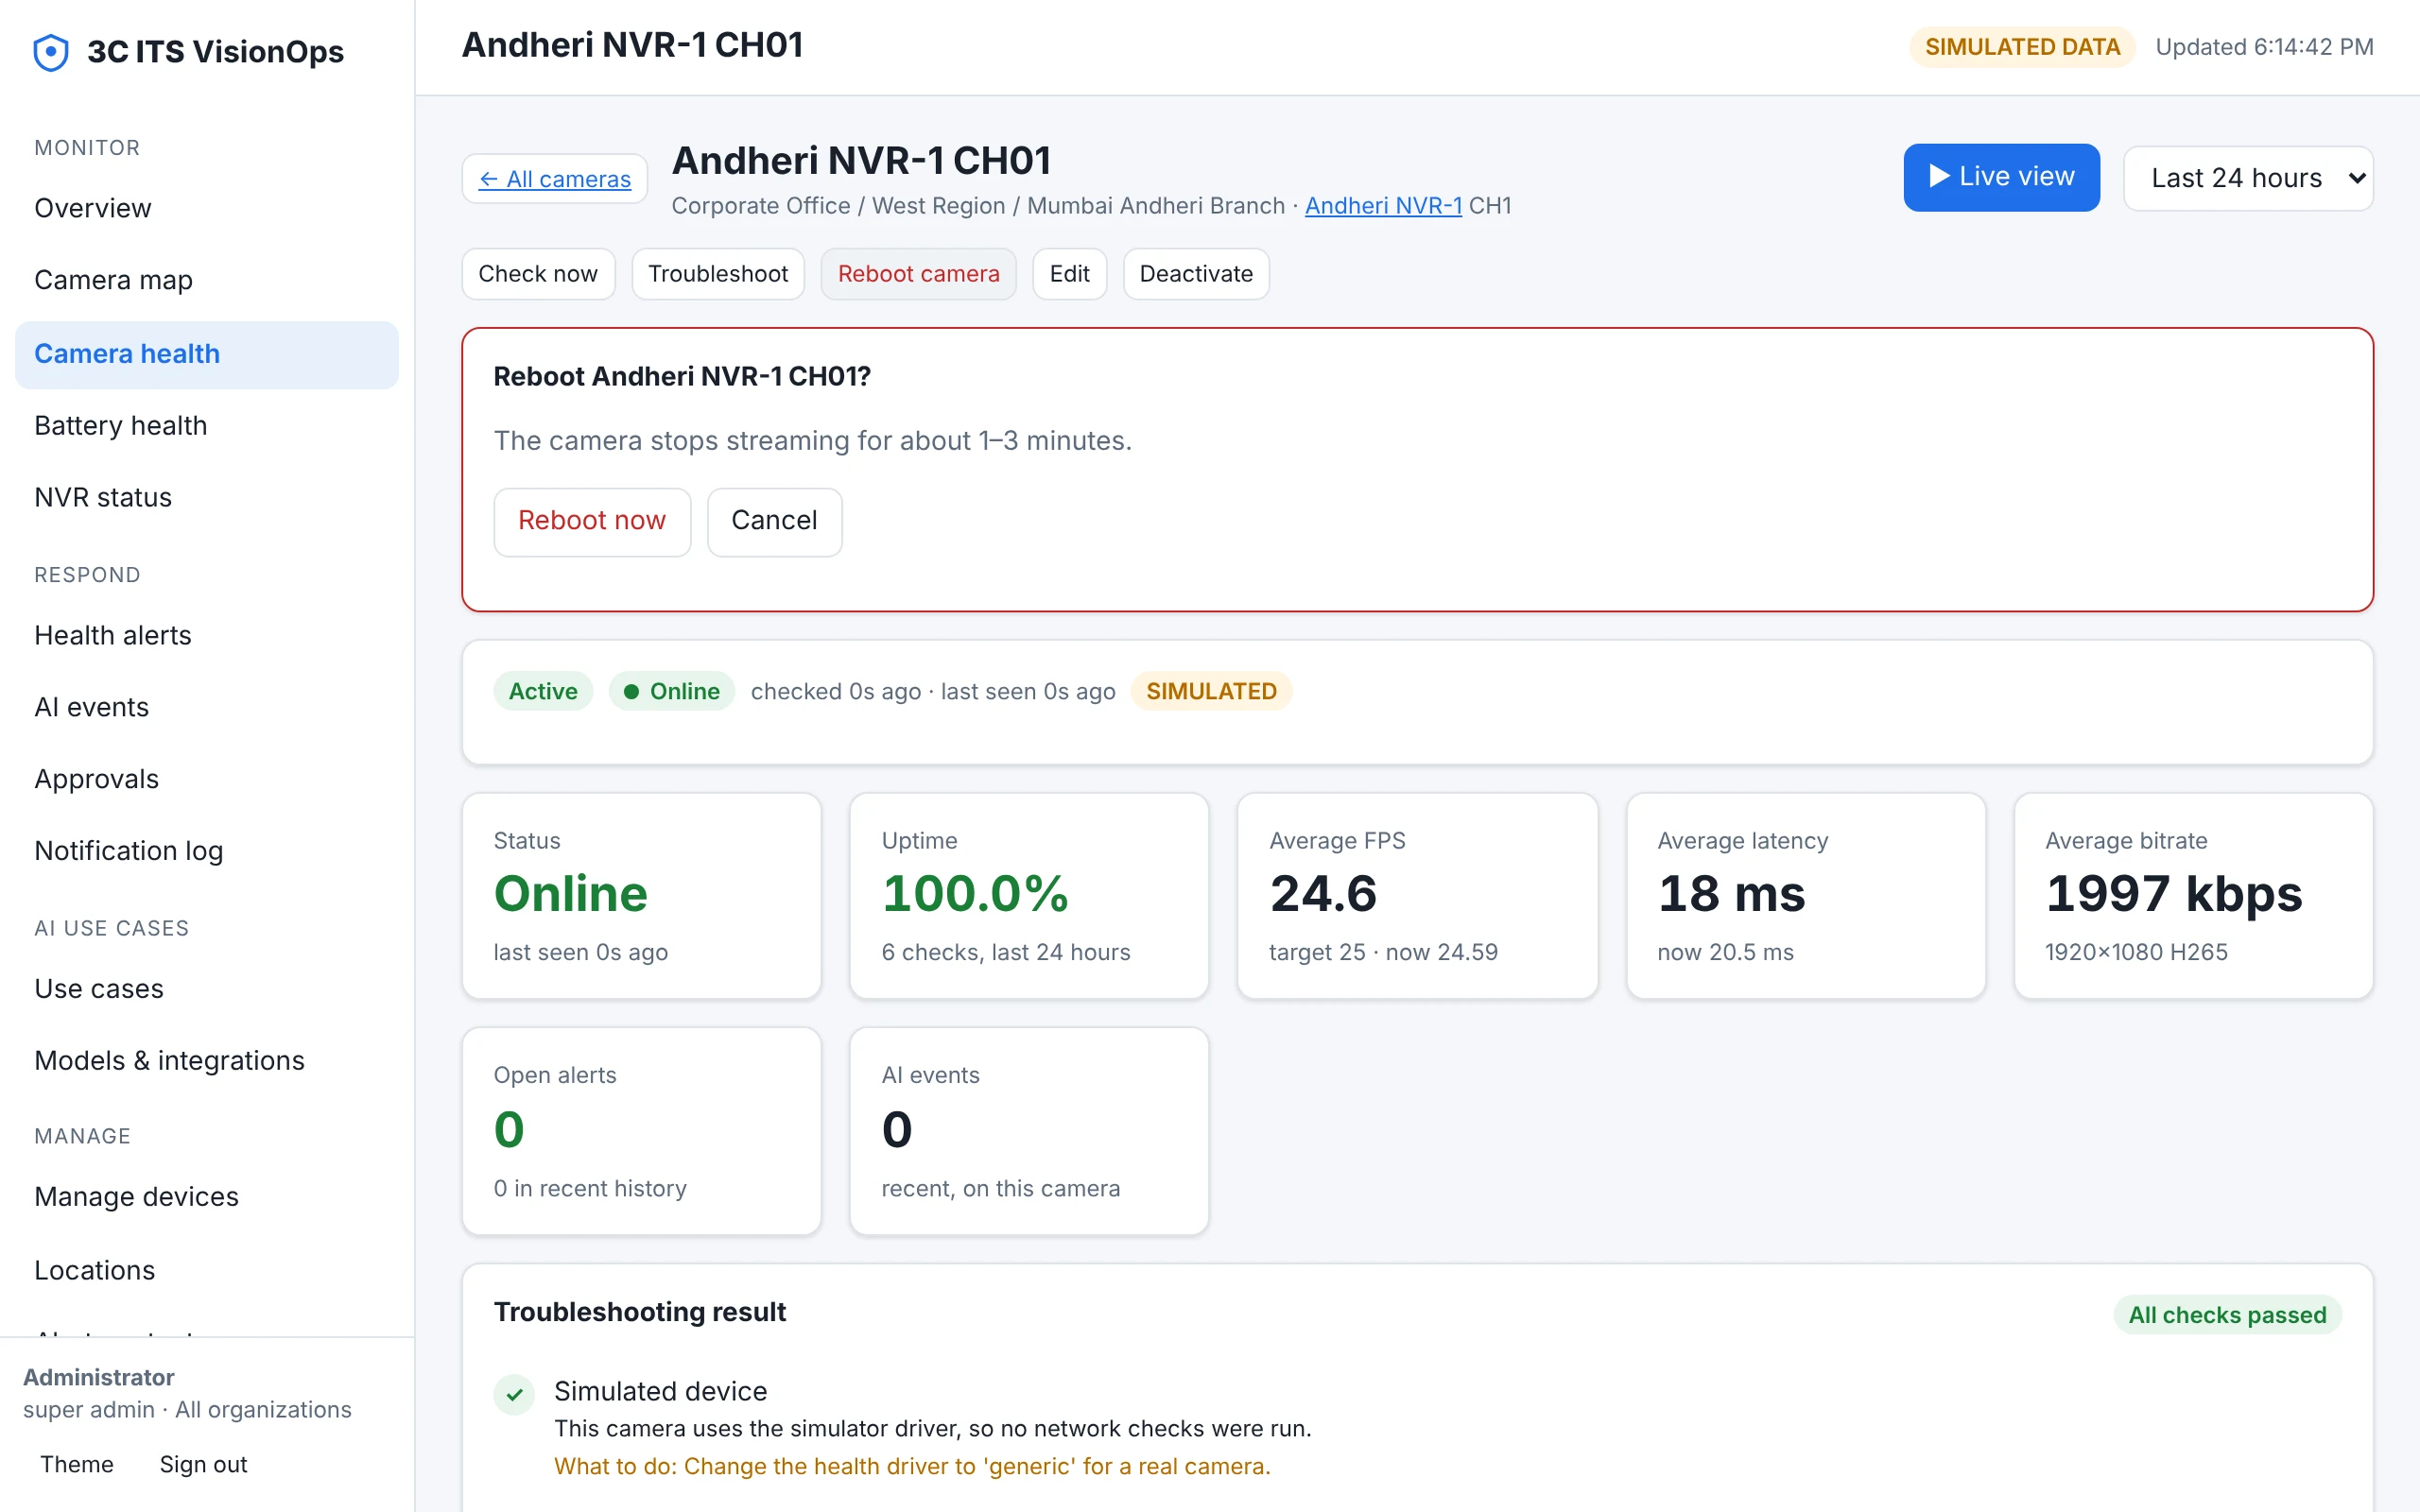 3C ITS VisionOps
MONITOR
Overview
Camera map
Camera health
Battery health
NVR status
RESPOND
Health alerts
AI events
Approvals
Notification log
AI USE CASES
Use cases
Models & integrations
MANAGE
Manage devices
Locations
Administrator
super admin · All organizations
Theme Sign out
Andheri NVR-1 CH01
SIMULATED DATA Updated 6:14:42 PM
← All cameras
Andheri NVR-1 CH01
Corporate Office / West Region / Mumbai Andheri Branch · Andheri NVR-1 CH1
▶ Live view
Last 24 hours
Check now Troubleshoot Reboot camera Edit Deactivate
Reboot Andheri NVR-1 CH01?
The camera stops streaming for about 1–3 minutes.
Reboot now Cancel
Active Online checked 0s ago · last seen 0s ago SIMULATED
Status
Online
last seen 0s ago
Uptime
100.0%
6 checks, last 24 hours
Average FPS
24.6
target 25 · now 24.59
Average latency
18 ms
now 20.5 ms
Average bitrate
1997 kbps
1920×1080 H265
Open alerts
0
0 in recent history
AI events
0
recent, on this camera
Troubleshooting result
All checks passed
Simulated device
This camera uses the simulator driver, so no network checks were run.
What to do: Change the health driver to 'generic' for a real camera.